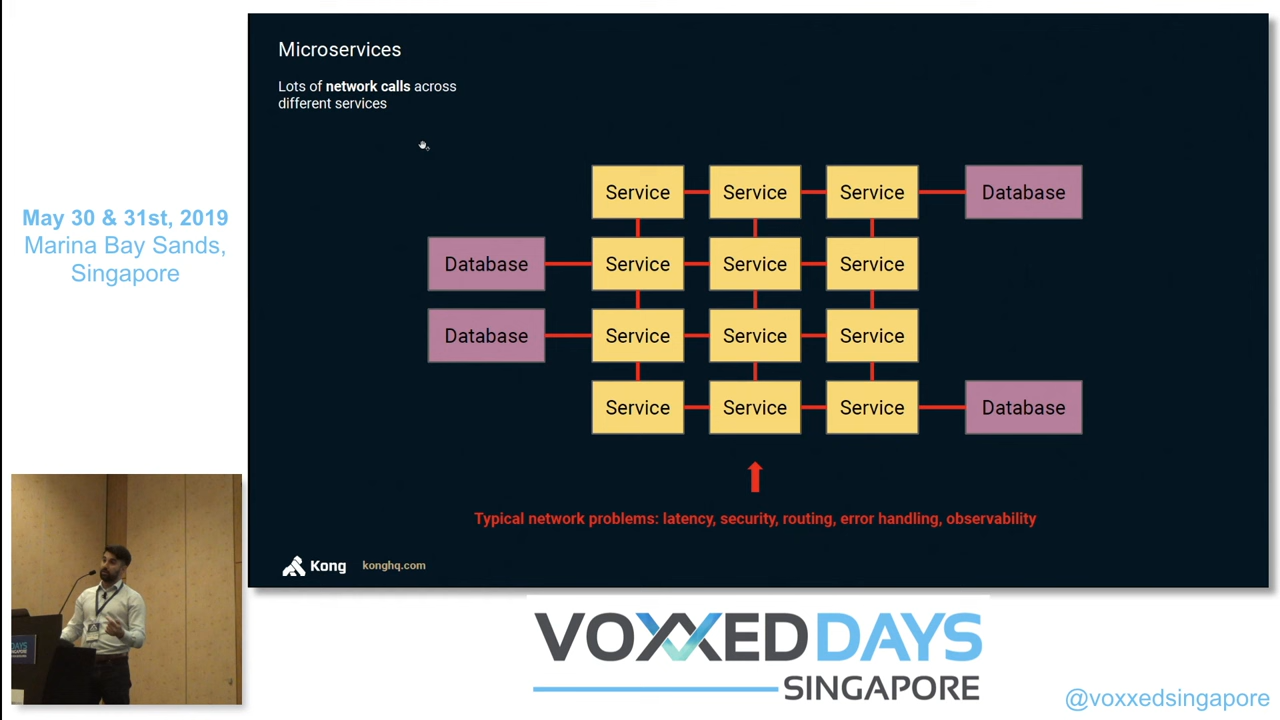 Microservices
Lots of network calls across
different services
May 30 & 31st, 2019
Marina Bay Sands,
Singapore
Service Service Service Database
Database Service Service Service
Database Service Service Service
Service Service Service Database
Typical network problems: latency, security, routing, error handling, observability
Kong konghq.com
DAYS
VOXXED DAYS
SINGAPORE
@voxxedsingapore